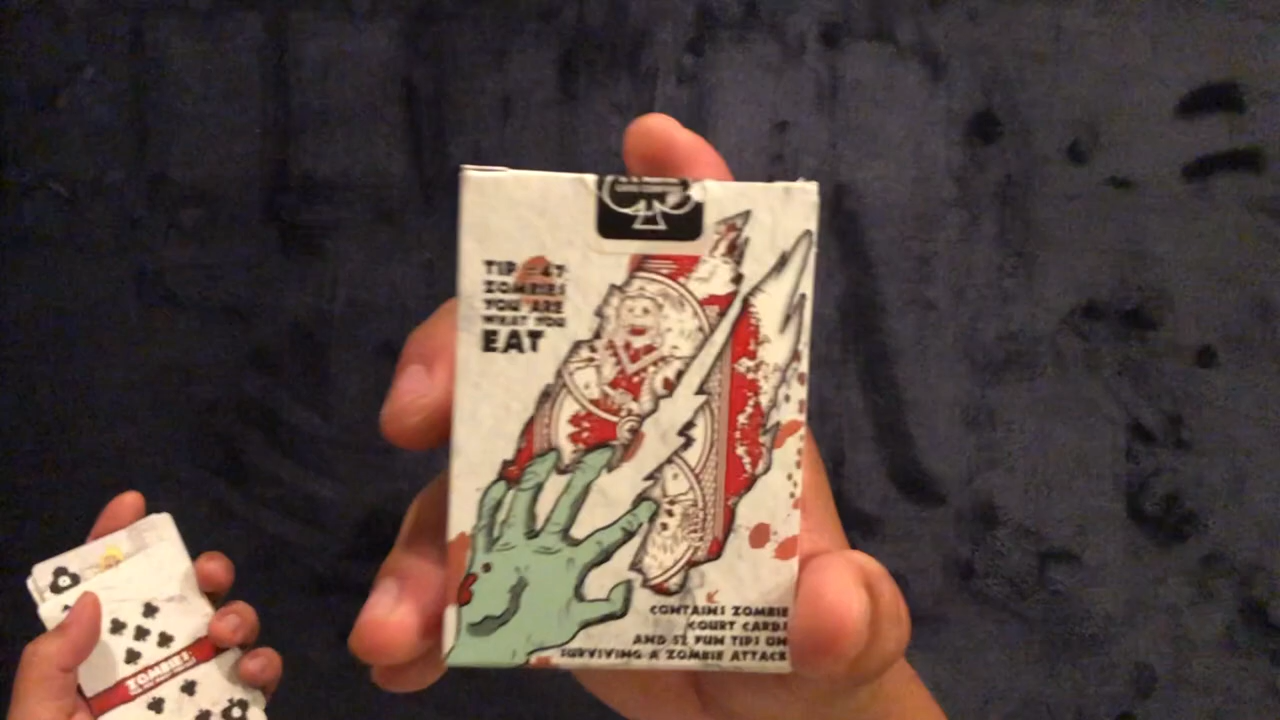 TIP #47
ZOMBIES
YOU ARE
WHAT YOU
EAT
CONTAINS ZOMBIE
COURT CARDS
AND 52 FUN TIPS ON
SURVIVING A ZOMBIE ATTACK
ZOMBIES: